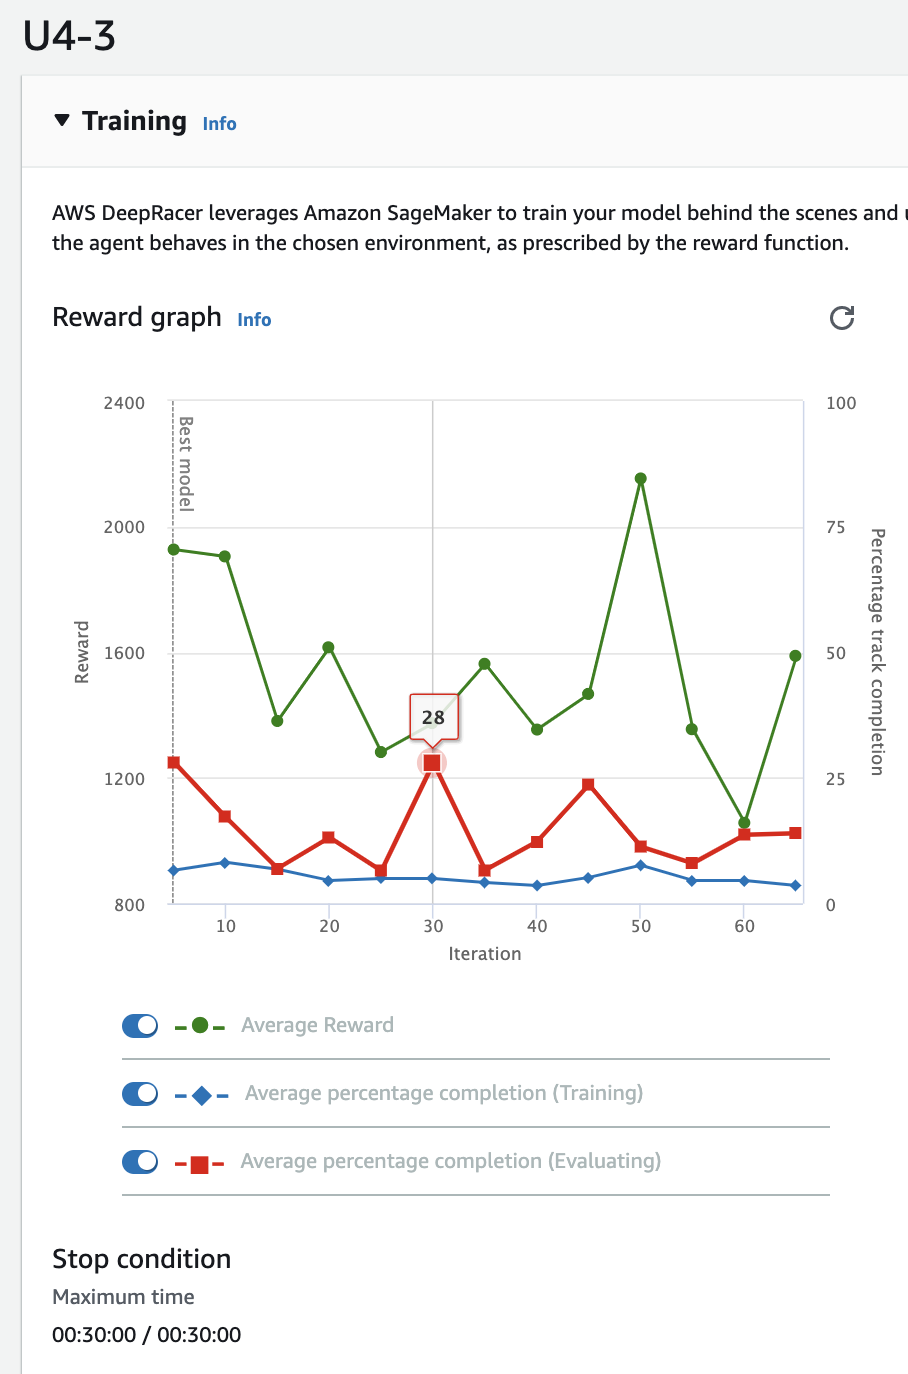 U4-3
Training Info
AWS DeepRacer leverages Amazon SageMaker to train your model behind the scenes and
the agent behaves in the chosen environment, as prescribed by the reward function.
Reward graph Info
2400
2000
1600
1200
800
Reward
Best model
28
100
75
50
25
0
Percentage track completion
10 20 30 40 50 60
Iteration
Average Reward
Average percentage completion (Training)
Average percentage completion (Evaluating)
Stop condition
Maximum time
00:30:00 / 00:30:00